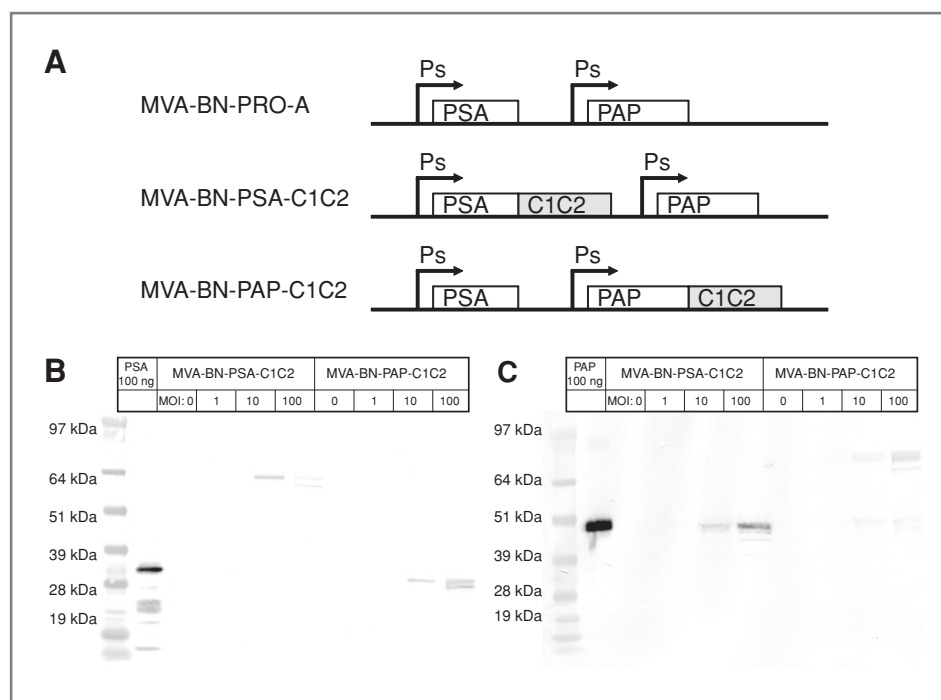 A
MVA-BN-PRO-A
Ps
PSA
Ps
PAP
MVA-BN-PSA-C1C2
Ps
PSA
C1C2
Ps
PAP
MVA-BN-PAP-C1C2
Ps
PSA
Ps
PAP
C1C2
B
PSA
100 ng
MVA-BN-PSA-C1C2
MVA-BN-PAP-C1C2
MOI: 0 1 10 100 0 1 10 100
97 kDa
64 kDa
51 kDa
39 kDa
28 kDa
19 kDa
C
PAP
100 ng
MVA-BN-PSA-C1C2
MVA-BN-PAP-C1C2
MOI: 0 1 10 100 0 1 10 100
97 kDa
64 kDa
51 kDa
39 kDa
28 kDa
19 kDa